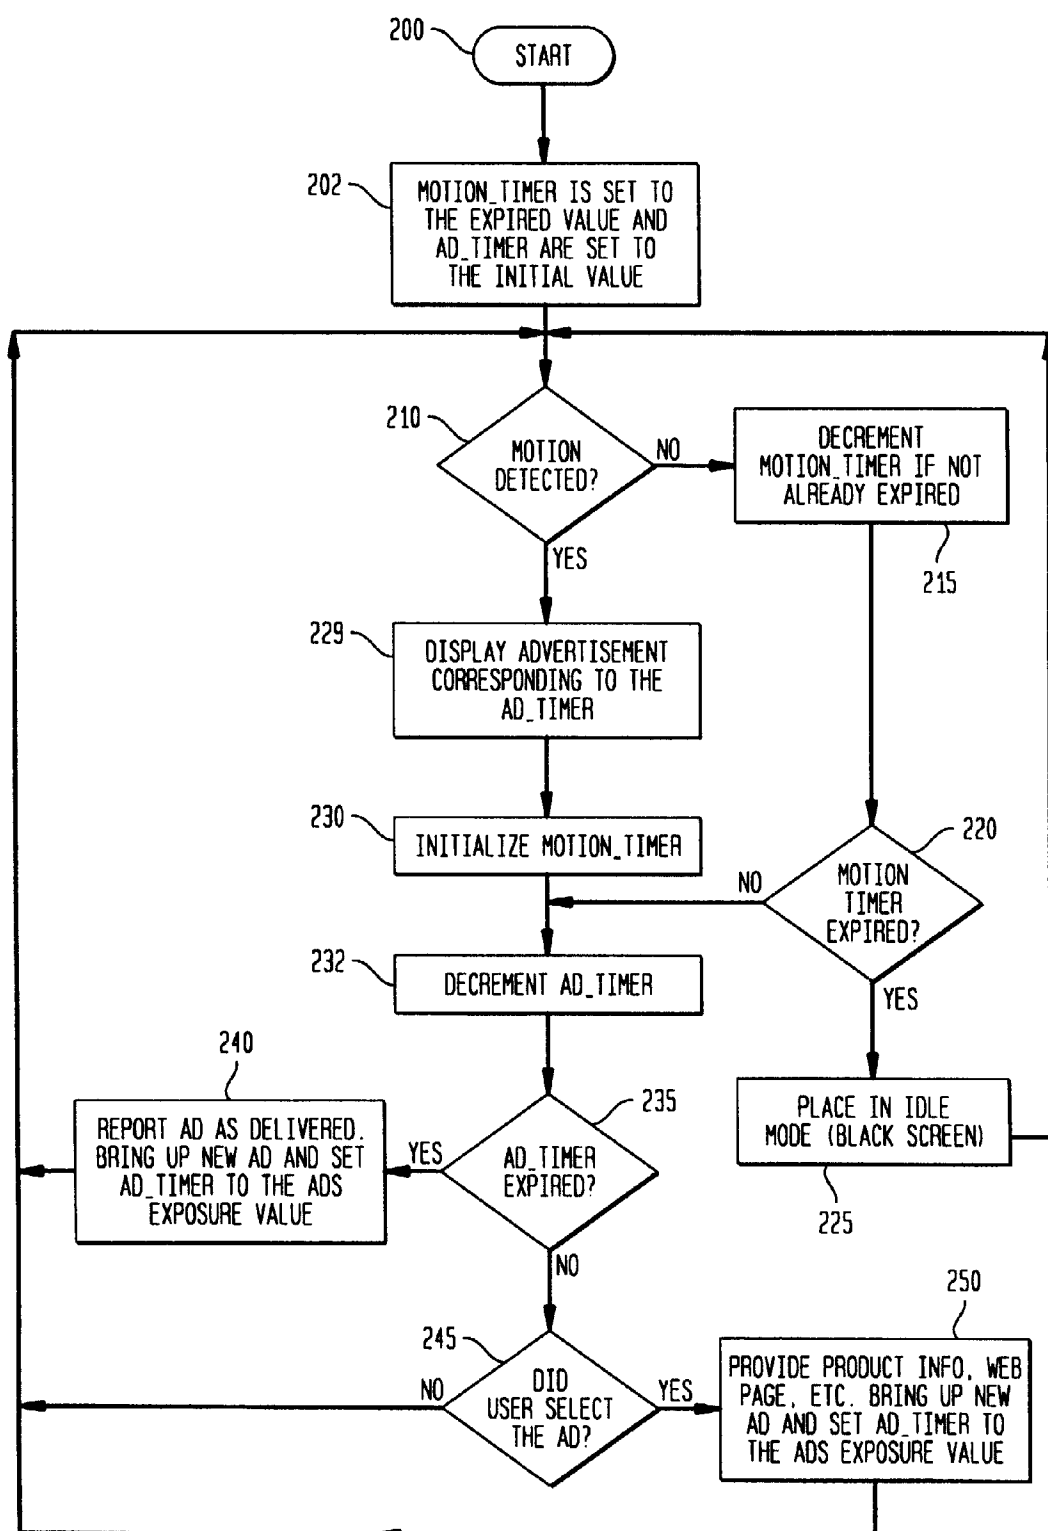 200
START
202
MOTION_TIMER IS SET TO
THE EXPIRED VALUE AND
AD_TIMER ARE SET TO
THE INITIAL VALUE
210
MOTION
DETECTED?
NO
DECREMENT
MOTION_TIMER IF NOT
ALREADY EXPIRED
215
YES
229
DISPLAY ADVERTISEMENT
CORRESPONDING TO THE
AD_TIMER
230
INITIALIZE MOTION_TIMER
220
MOTION
TIMER
EXPIRED?
NO
YES
232
DECREMENT AD_TIMER
PLACE IN IDLE
MODE (BLACK SCREEN)
225
235
AD_TIMER
EXPIRED?
YES
240
REPORT AD AS DELIVERED.
BRING UP NEW AD AND SET
AD_TIMER TO THE ADS
EXPOSURE VALUE
NO
245
DID
USER SELECT
THE AD?
NO
YES
250
PROVIDE PRODUCT INFO, WEB
PAGE, ETC. BRING UP NEW
AD AND SET AD_TIMER TO
THE ADS EXPOSURE VALUE